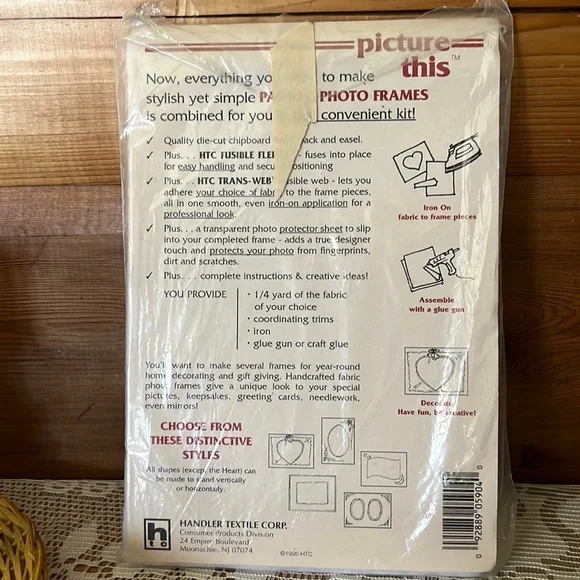 picture
this™
Now, everything yo to make
stylish yet simple PA PHOTO FRAMES
is combined for you convenient kit!
✓ Quality die-cut chipboard ack and easel.
✓ Plus. . . HTC FUSIBLE FLE - fuses into place
for easy handling and secu positioning
✓ Plus. . . HTC TRANS-WEB usible web - lets you
adhere your choice of fabr to the frame pieces,
all in one smooth, even iron-on application for a
professional look.
✓ Plus. . . a transparent photo protector sheet to slip
into your completed frame - adds a true designer
touch and protects your photo from fingerprints,
dirt and scratches.
✓ Plus. . . complete instructions & creative ideas!
YOU PROVIDE
• 1/4 yard of the fabric
of your choice
• coordinating trims
• iron
• glue gun or craft glue
You'll want to make several frames for year-round
home decorating and gift giving. Handcrafted fabric
photo frames give a unique look to your special
pictures, keepsakes, greeting cards, needlework,
even mirrors!
CHOOSE FROM
THESE DISTINCTIVE
STYLES
All shapes (except the Heart) can
be made to stand vertically
or horizontally.
Iron On
fabric to frame pieces
Assemble
with a glue gun
Decorate
Have fun, be creative!
h
HTC
HANDLER TEXTILE CORP.
Consumer Products Division
24 Empire Boulevard
Moonachie, NJ 07074
©1995-HTC
0 92889 05904 0